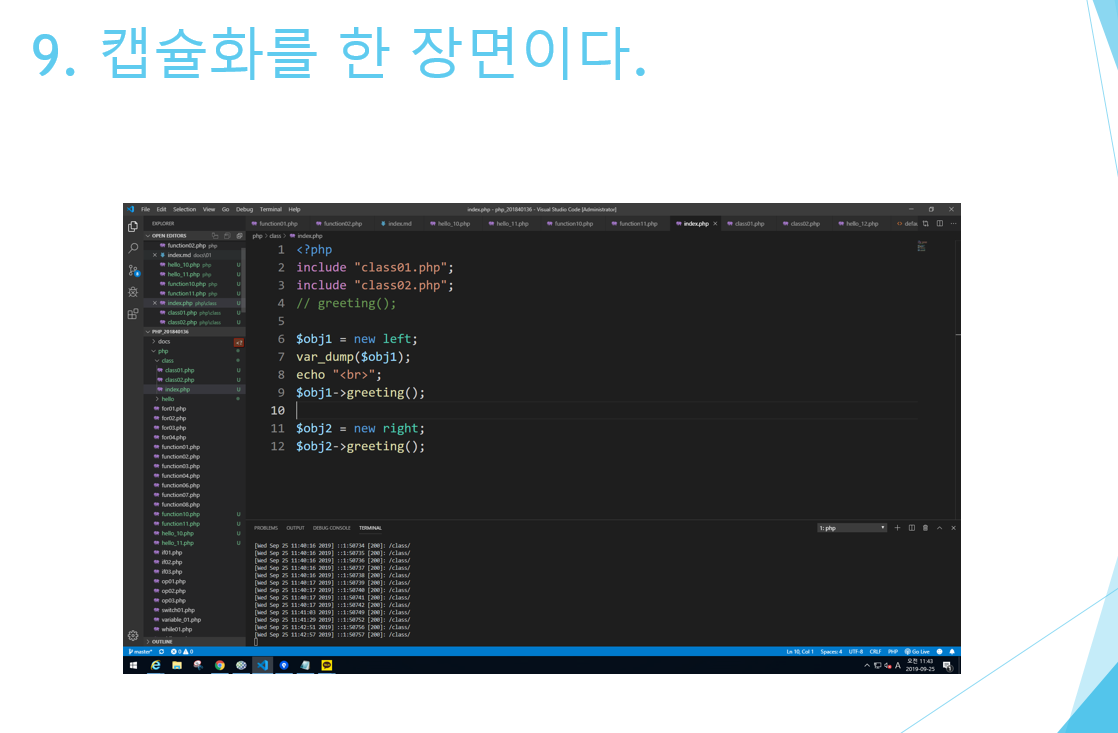 9. 캡슐화를 한 장면이다.
File Edit Selection View Go Debug Terminal Help
index.php - php_201840136 - Visual Studio Code [Administrator]
EXPLORER
function01.php function02.php index.md hello_10.php hello_11.php function10.php function11.php index.php × class01.php class02.php hello_12.php
OPEN EDITORS
function02.php php
index.md docs\01
hello_10.php php U
hello_11.php php U
function10.php php U
function11.php php U
index.php php\class U
class01.php php\class U
class02.php php\class U
PHP_201840136
docs
php
class
class01.php U
class02.php U
index.php U
hello
for01.php
for02.php
for03.php
for04.php
function01.php
function02.php
function03.php
function04.php
function06.php
function07.php
function08.php
function10.php U
function11.php U
hello_10.php U
hello_11.php U
if01.php
if02.php
if03.php
op01.php
op02.php
op03.php
switch01.php
variable_01.php
while01.php
OUTLINE
php > class > index.php
1 <?php
2 include "class01.php";
3 include "class02.php";
4 // greeting();
5
6 $obj1 = new left;
7 var_dump($obj1);
8 echo "<br>";
9 $obj1->greeting();
10
11 $obj2 = new right;
12 $obj2->greeting();
PROBLEMS OUTPUT DEBUG CONSOLE TERMINAL
1: php
[Wed Sep 25 11:40:16 2019] ::1:50734 [200]: /class/
[Wed Sep 25 11:40:16 2019] ::1:50735 [200]: /class/
[Wed Sep 25 11:40:16 2019] ::1:50736 [200]: /class/
[Wed Sep 25 11:40:16 2019] ::1:50737 [200]: /class/
[Wed Sep 25 11:40:16 2019] ::1:50738 [200]: /class/
[Wed Sep 25 11:40:17 2019] ::1:50739 [200]: /class/
[Wed Sep 25 11:40:17 2019] ::1:50740 [200]: /class/
[Wed Sep 25 11:40:17 2019] ::1:50741 [200]: /class/
[Wed Sep 25 11:40:17 2019] ::1:50742 [200]: /class/
[Wed Sep 25 11:41:03 2019] ::1:50749 [200]: /class/
[Wed Sep 25 11:41:29 2019] ::1:50752 [200]: /class/
[Wed Sep 25 11:42:51 2019] ::1:50756 [200]: /class/
[Wed Sep 25 11:42:57 2019] ::1:50757 [200]: /class/
master* 0 0
Ln 10, Col 1 Spaces: 4 UTF-8 CRLF PHP Go Live
A 오전 11:43
2019-09-25